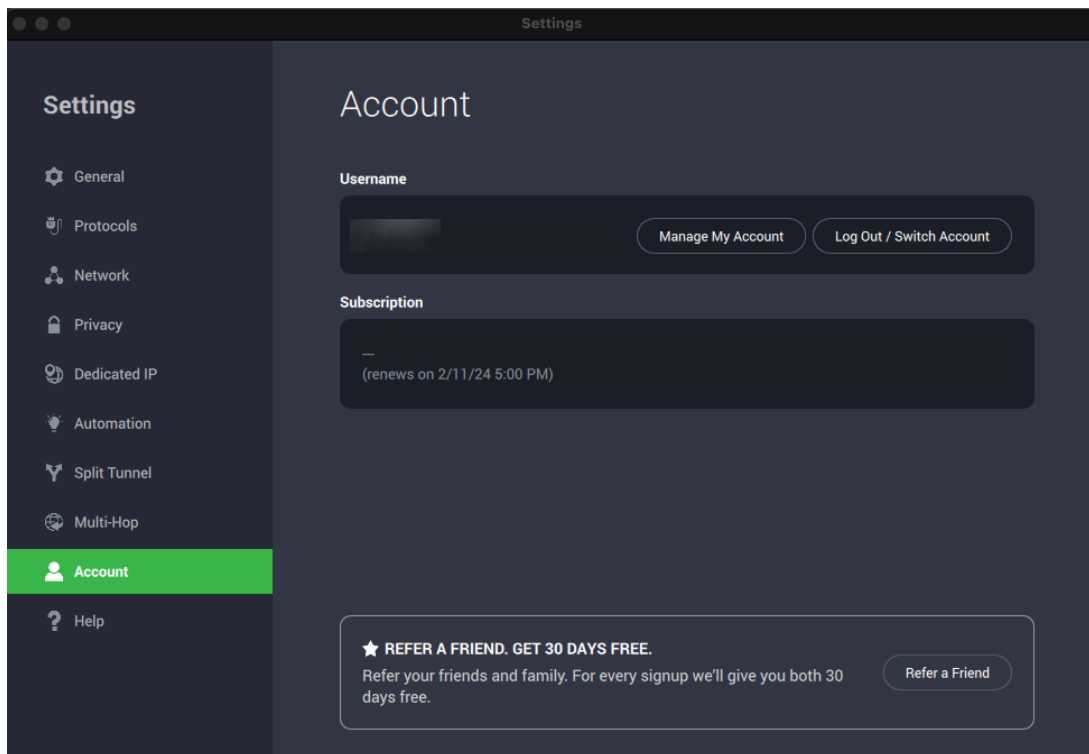 Settings
Settings
General
Protocols
Network
Privacy
Dedicated IP
Automation
Split Tunnel
Multi-Hop
Account
Help
Account
Username
Manage My Account
Log Out / Switch Account
Subscription
—
(renews on 2/11/24 5:00 PM)
REFER A FRIEND. GET 30 DAYS FREE.
Refer your friends and family. For every signup we'll give you both 30
days free.
Refer a Friend